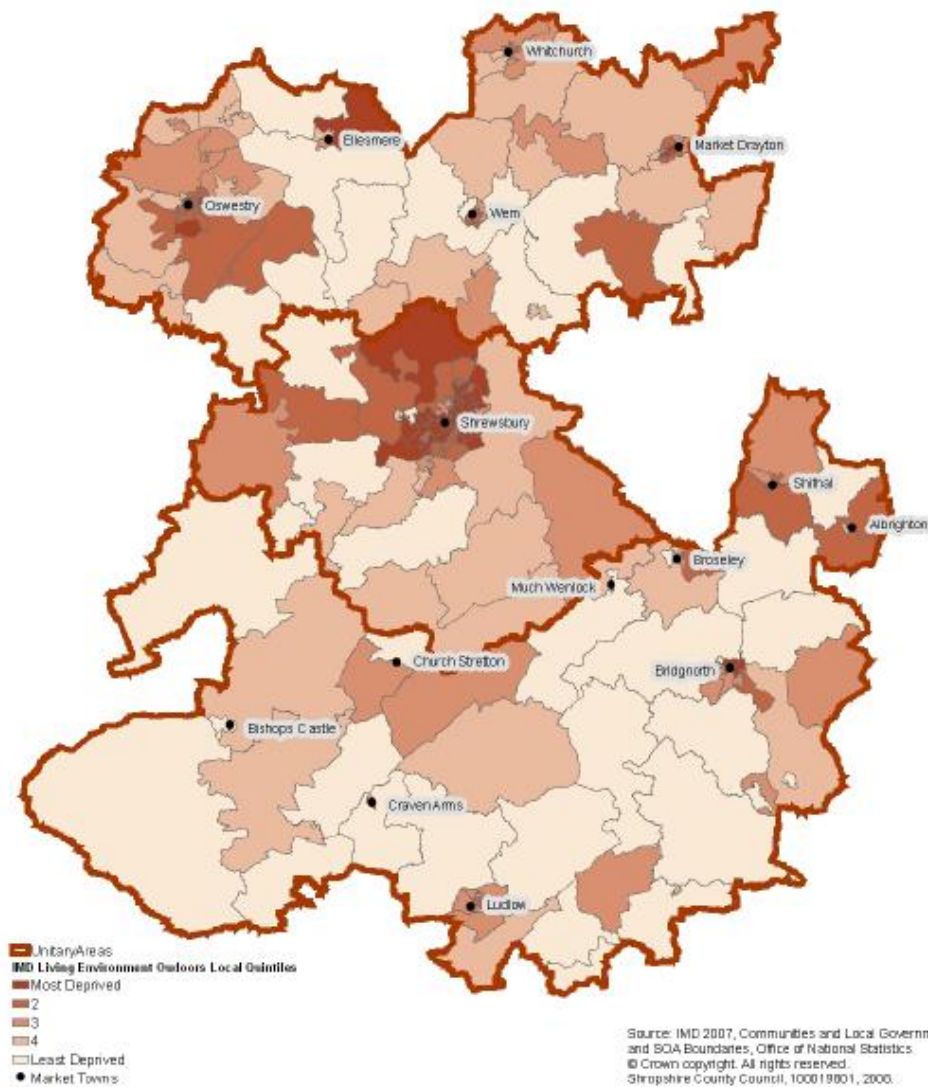 Whitchurch
Ellesmere
Market Drayton
Oswestry
Wem
Shrewsbury
Shifnal
Albrighton
Broseley
Much Wenlock
Church Stretton
Bridgnorth
Bishops Castle
Craven Arms
Ludlow
UnitaryAreas
IMD Living Environment Outdoors Local Quintiles
Most Deprived
2
3
4
Least Deprived
Market Towns
Source: IMD 2007, Communities and Local Governm
and SOA Boundaries, Office of National Statistics
© Crown copyright. All rights reserved.
Shropshire County Council, 100019801, 2006.